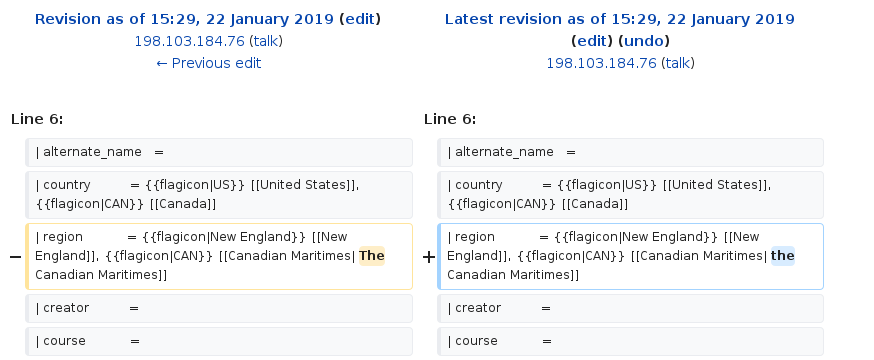 Revision as of 15:29, 22 January 2019 (edit)
198.103.184.76 (talk)
← Previous edit
Latest revision as of 15:29, 22 January 2019
(edit) (undo)
198.103.184.76 (talk)
Line 6:
Line 6:
| alternate_name =
| alternate_name =
| country = {{flagicon|US}} [[United States]],
{{flagicon|CAN}} [[Canada]]
| country = {{flagicon|US}} [[United States]],
{{flagicon|CAN}} [[Canada]]
− | region = {{flagicon|New England}} [[New
England]], {{flagicon|CAN}} [[Canadian Maritimes| The
Canadian Maritimes]]
+ | region = {{flagicon|New England}} [[New
England]], {{flagicon|CAN}} [[Canadian Maritimes| the
Canadian Maritimes]]
| creator =
| creator =
| course =
| course =